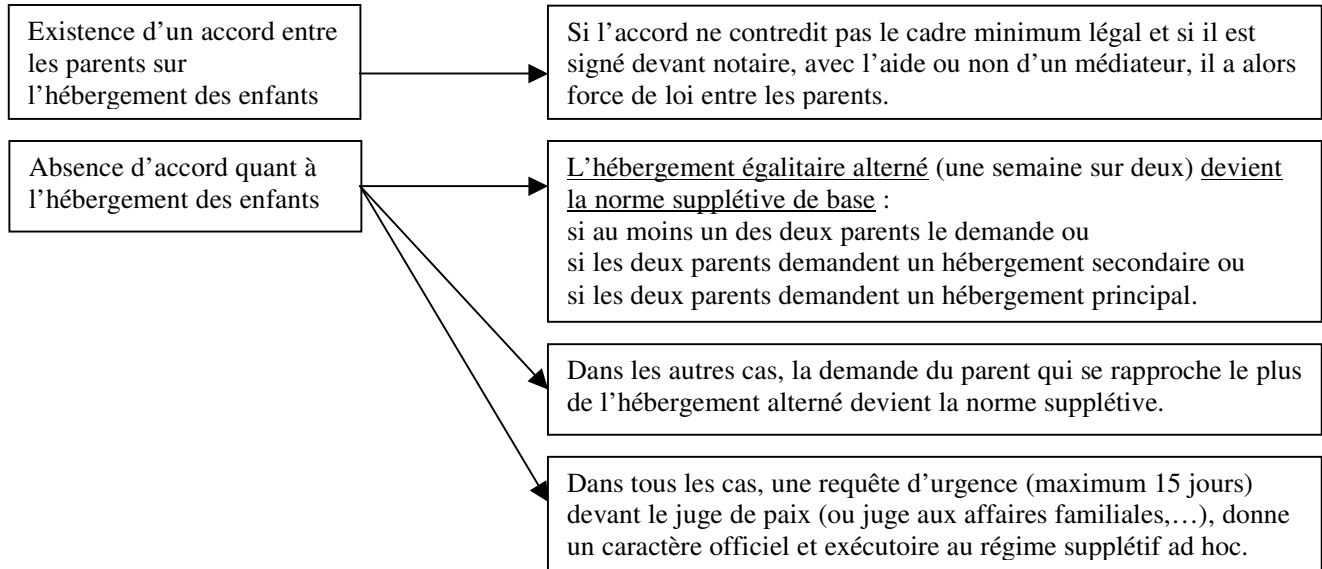 Existence d'un accord entre
les parents sur
l'hébergement des enfants
Si l'accord ne contredit pas le cadre minimum légal et si il est
signé devant notaire, avec l'aide ou non d'un médiateur, il a alors
force de loi entre les parents.
Absence d'accord quant à
l'hébergement des enfants
L'hébergement égalitaire alterné (une semaine sur deux) devient
la norme supplétive de base :
si au moins un des deux parents le demande ou
si les deux parents demandent un hébergement secondaire ou
si les deux parents demandent un hébergement principal.
Dans les autres cas, la demande du parent qui se rapproche le plus
de l'hébergement alterné devient la norme supplétive.
Dans tous les cas, une requête d'urgence (maximum 15 jours)
devant le juge de paix (ou juge aux affaires familiales,…), donne
un caractère officiel et exécutoire au régime supplétif ad hoc.